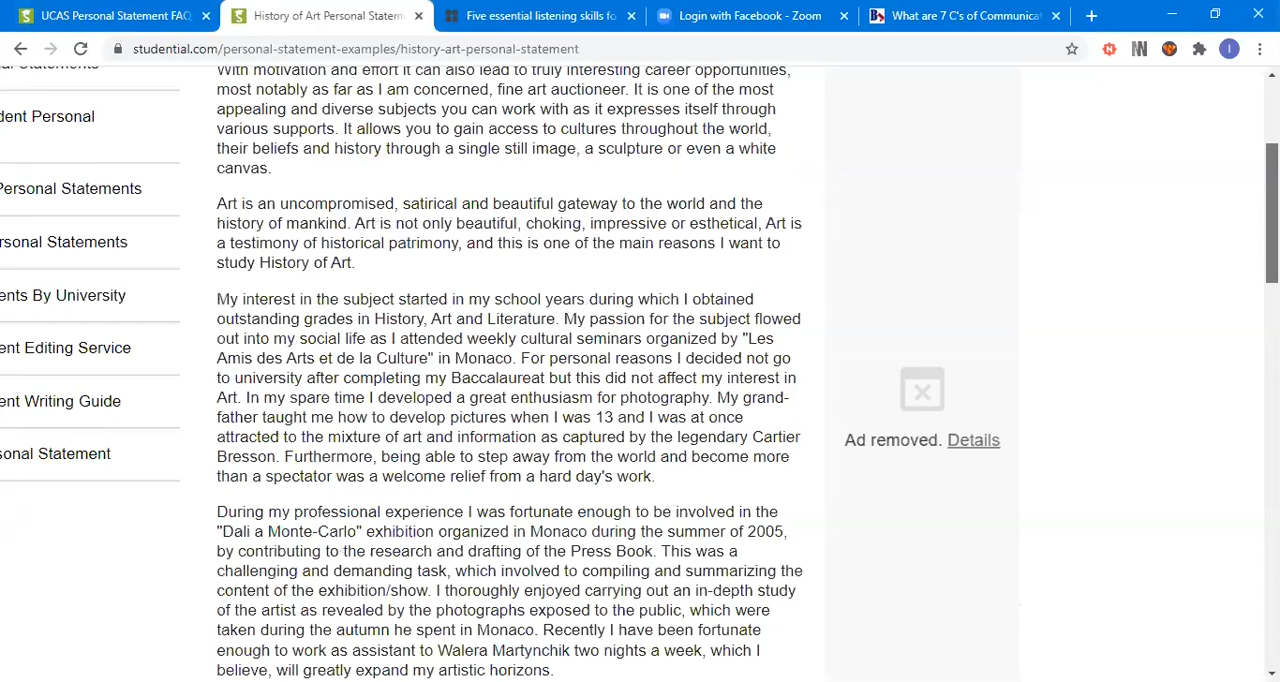 UCAS Personal Statement FAQ
History of Art Personal Statem
Five essential listening skills fo
Login with Facebook - Zoom
What are 7 C's of Communicat
studential.com/personal-statement-examples/history-art-personal-statement
I
dent Personal
Personal Statements
rsonal Statements
ents By University
ent Editing Service
ent Writing Guide
sonal Statement
With motivation and effort it can also lead to truly interesting career opportunities,
most notably as far as I am concerned, fine art auctioneer. It is one of the most
appealing and diverse subjects you can work with as it expresses itself through
various supports. It allows you to gain access to cultures throughout the world,
their beliefs and history through a single still image, a sculpture or even a white
canvas.
Art is an uncompromised, satirical and beautiful gateway to the world and the
history of mankind. Art is not only beautiful, choking, impressive or esthetical, Art is
a testimony of historical patrimony, and this is one of the main reasons I want to
study History of Art.
My interest in the subject started in my school years during which I obtained
outstanding grades in History, Art and Literature. My passion for the subject flowed
out into my social life as I attended weekly cultural seminars organized by "Les
Amis des Arts et de la Culture" in Monaco. For personal reasons I decided not go
to university after completing my Baccalaureat but this did not affect my interest in
Art. In my spare time I developed a great enthusiasm for photography. My grand-
father taught me how to develop pictures when I was 13 and I was at once
attracted to the mixture of art and information as captured by the legendary Cartier
Bresson. Furthermore, being able to step away from the world and become more
than a spectator was a welcome relief from a hard day's work.
During my professional experience I was fortunate enough to be involved in the
"Dali a Monte-Carlo" exhibition organized in Monaco during the summer of 2005,
by contributing to the research and drafting of the Press Book. This was a
challenging and demanding task, which involved to compiling and summarizing the
content of the exhibition/show. I thoroughly enjoyed carrying out an in-depth study
of the artist as revealed by the photographs exposed to the public, which were
taken during the autumn he spent in Monaco. Recently I have been fortunate
enough to work as assistant to Walera Martynchik two nights a week, which I
believe, will greatly expand my artistic horizons.
Ad removed. Details